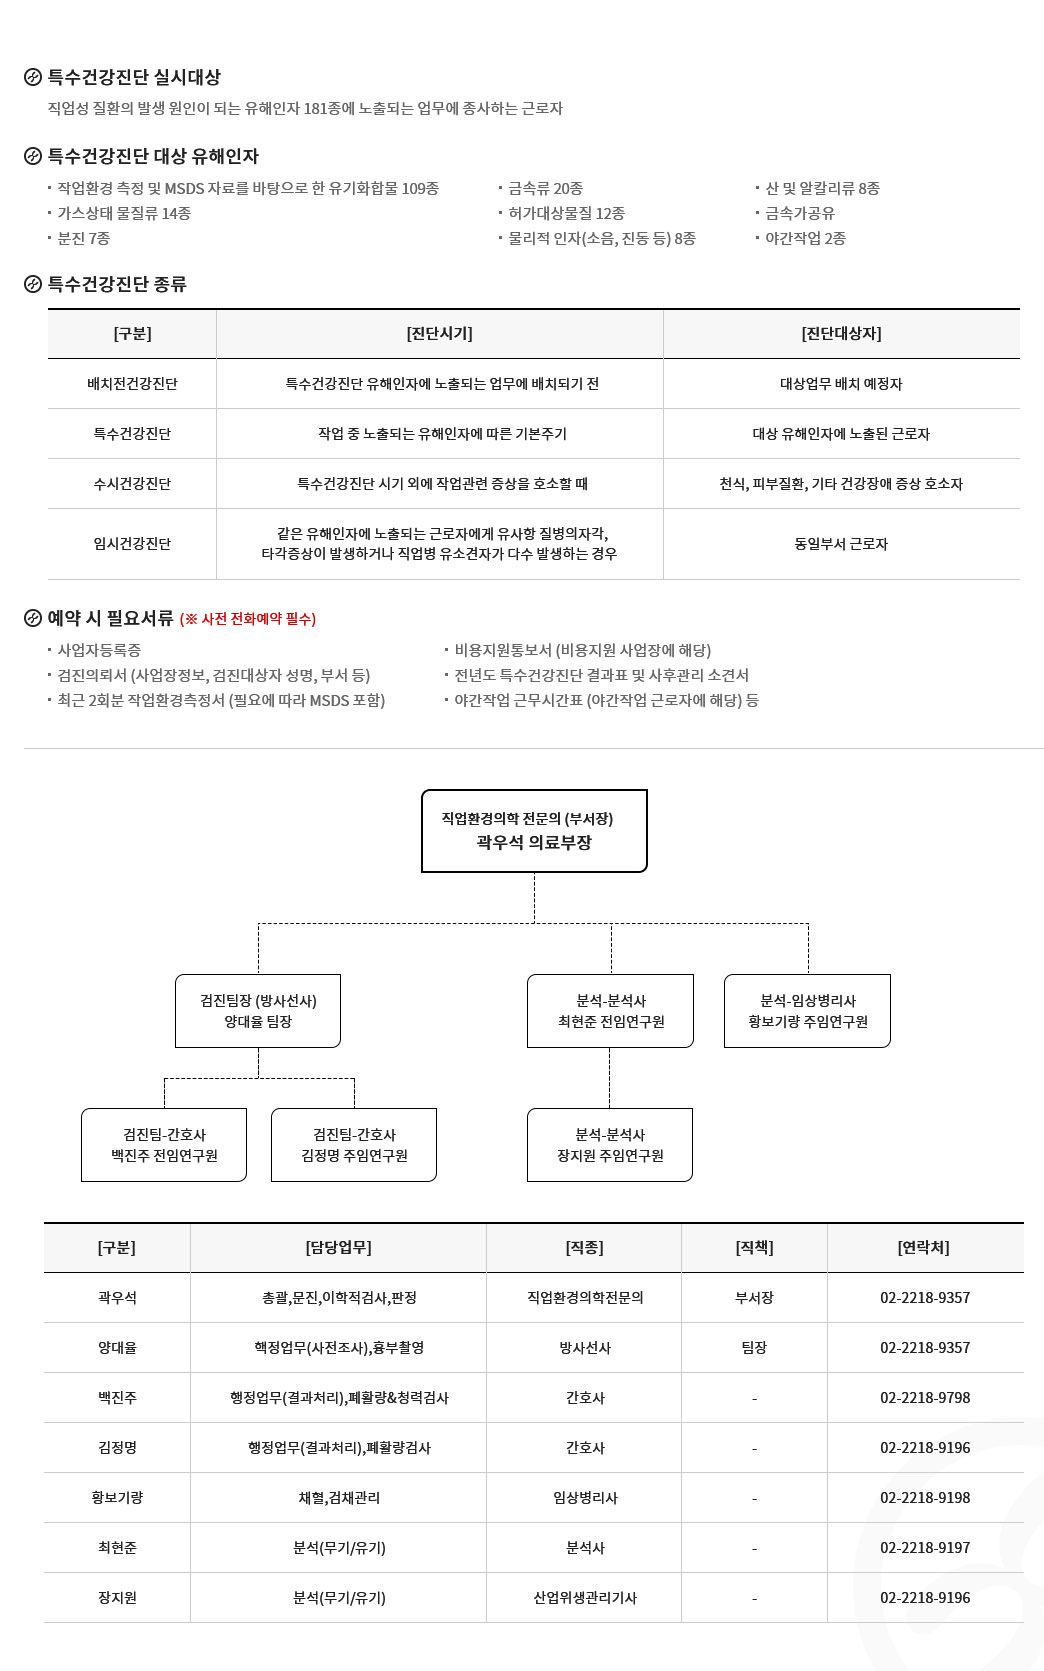 특수건강진단 실시대상
직업성 질환의 발생 원인이 되는 유해인자 181종에 노출되는 업무에 종사하는 근로자
특수건강진단 대상 유해인자
· 작업환경 측정 및 MSDS 자료를 바탕으로 한 유기화합물 109종
· 금속류 20종
· 산 및 알칼리류 8종
· 가스상태 물질류 14종
· 허가대상물질 12종
· 금속가공유
· 분진 7종
· 물리적 인자(소음, 진동 등) 8종
· 야간작업 2종
특수건강진단 종류
[구분] [진단시기] [진단대상자]
배치전건강진단 특수건강진단 유해인자에 노출되는 업무에 배치되기 전 대상업무 배치 예정자
특수건강진단 작업 중 노출되는 유해인자에 따른 기본주기 대상 유해인자에 노출된 근로자
수시건강진단 특수건강진단 시기 외에 작업관련 증상을 호소할 때 천식, 피부질환, 기타 건강장애 증상 호소자
임시건강진단 같은 유해인자에 노출되는 근로자에게 유사항 질병의자각,
타각증상이 발생하거나 직업병 유소견자가 다수 발생하는 경우 동일부서 근로자
예약 시 필요서류 (※ 사전 전화예약 필수)
· 사업자등록증
· 비용지원통보서 (비용지원 사업장에 해당)
· 검진의뢰서 (사업장정보, 검진대상자 성명, 부서 등)
· 전년도 특수건강진단 결과표 및 사후관리 소견서
· 최근 2회분 작업환경측정서 (필요에 따라 MSDS 포함)
· 야간작업 근무시간표 (야간작업 근로자에 해당) 등
직업환경의학 전문의 (부서장)
곽우석 의료부장
검진팀장 (방사선사)
양대율 팀장
분석-분석사
최현준 전임연구원
분석-임상병리사
황보기량 주임연구원
검진팀-간호사
백진주 전임연구원
검진팀-간호사
김정명 주임연구원
분석-분석사
장지원 주임연구원
[구분] [담당업무] [직종] [직책] [연락처]
곽우석 총괄,문진,이학적검사,판정 직업환경의학전문의 부서장 02-2218-9357
양대율 핵정업무(사전조사),흉부촬영 방사선사 팀장 02-2218-9357
백진주 행정업무(결과처리),폐활량&청력검사 간호사 - 02-2218-9798
김정명 행정업무(결과처리),폐활량검사 간호사 - 02-2218-9196
황보기량 채혈,검채관리 임상병리사 - 02-2218-9198
최현준 분석(무기/유기) 분석사 - 02-2218-9197
장지원 분석(무기/유기) 산업위생관리기사 - 02-2218-9196